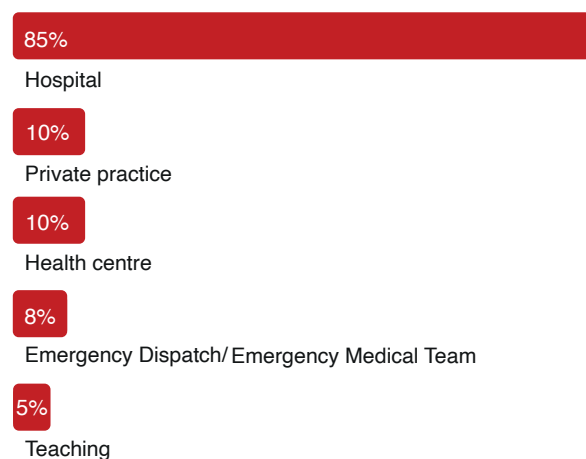 85%
Hospital
10%
Private practice
10%
Health centre
8%
Emergency Dispatch/Emergency Medical Team
5%
Teaching